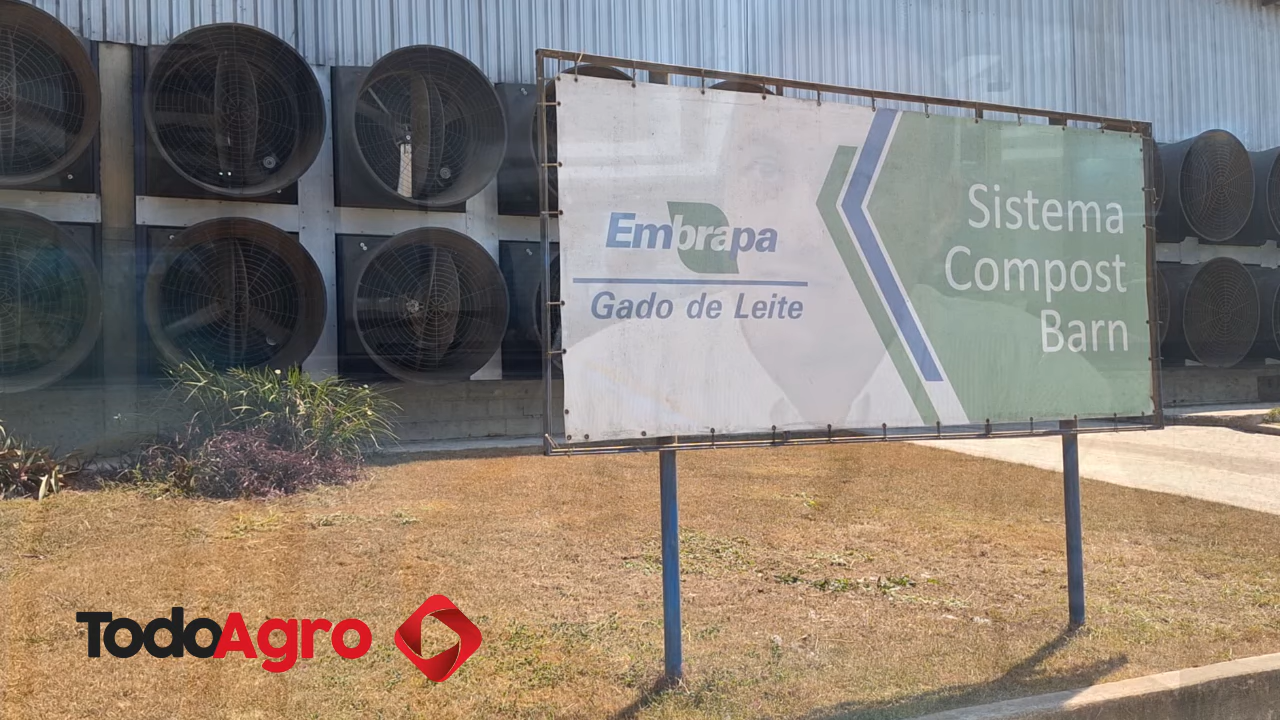 Embrapa
Gado de Leite
Sistema
Compost
Barn
TodoAgro